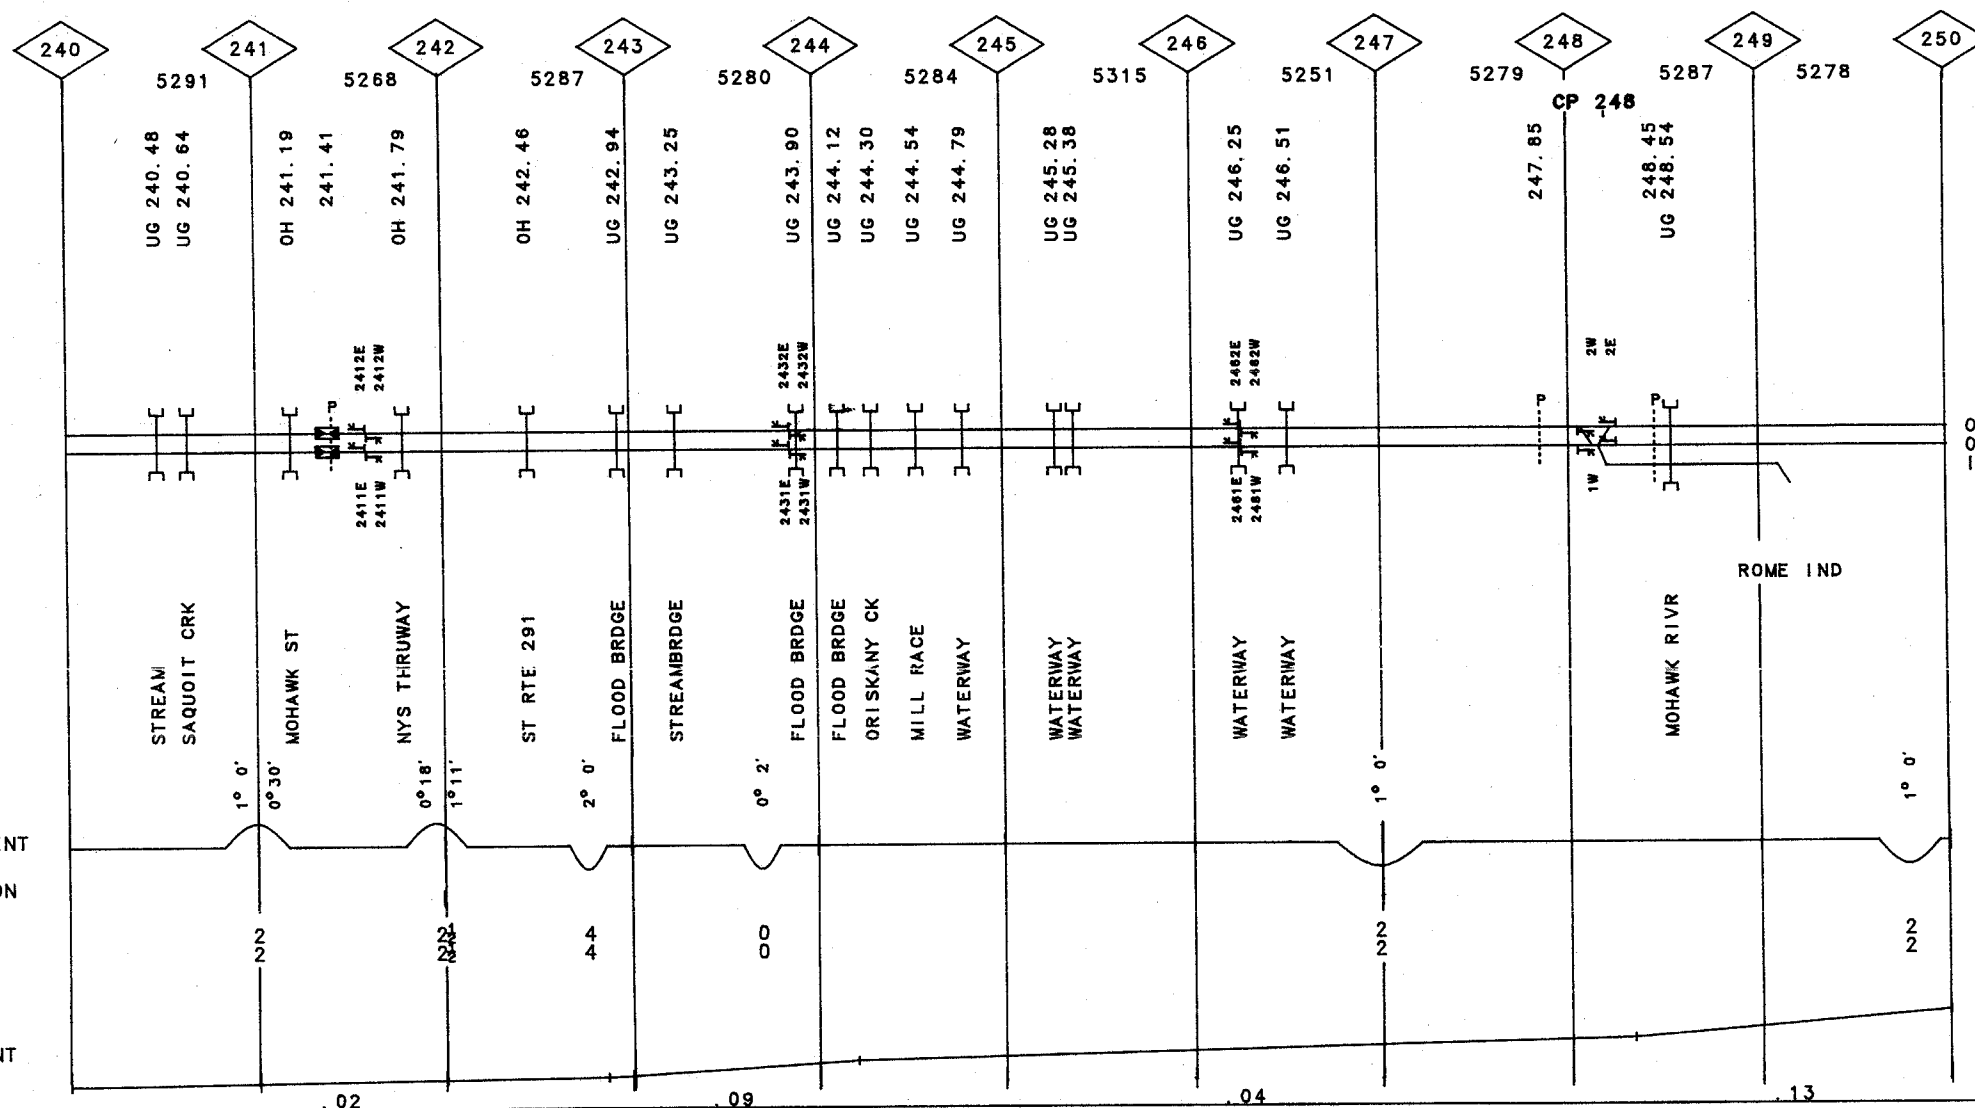 240 241 242 243 244 245 246 247 248 249 250
5291 5268 5287 5280 5284 5315 5251 5279 5287 5278
CP 248
UG 240.48
UG 240.64
OH 241.19
241.41
OH 241.79
OH 242.46
UG 242.94
UG 243.25
UG 243.90
UG 244.12
UG 244.30
UG 244.54
UG 244.79
UG 245.28
UG 245.38
UG 246.25
UG 246.51
247.85
248.45
UG 248.54
2412E
2412W
2432E
2432W
2462E
2462W
2W
2E
P
P
P
0
0
2411E
2411W
2431E
2431W
2461E
2461W
1W
ROME IND
STREAM
SAQUOIT CRK
MOHAWK ST
NYS THRUWAY
ST RTE 291
FLOOD BRDGE
STREAMBRDGE
FLOOD BRDGE
FLOOD BRDGE
ORISKANY CK
MILL RACE
WATERWAY
WATERWAY
WATERWAY
WATERWAY
WATERWAY
MOHAWK RIVR
1° 0'
0°30'
0°18'
1°11'
2° 0'
0° 2'
1° 0'
1° 0'
ENT
ON
2 4 0 2 2
2 4 0 2 2
NT
.02 .09 .04 .13